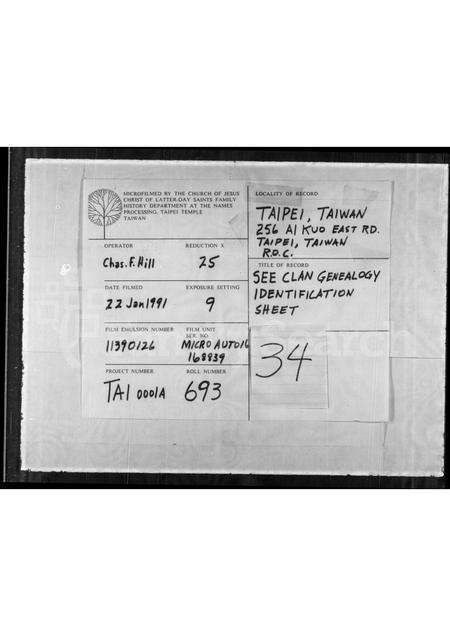 MICROFILMED BY THE CHURCH OF JESUS
CHRIST OF LATTER-DAY SAINTS FAMILY
HISTORY DEPARTMENT AT THE NAMES
PROCESSING, TAIPEI TEMPLE
TAIWAN
OPERATOR
REDUCTION X
Chas. F. Hill
25
DATE FILMED
EXPOSURE SETTING
22 Jan 1991
9
FILM EMULSION NUMBER
FILM UNIT
SER. NO.
11390126
MICRO AUTO16
168839
PROJECT NUMBER
ROLL NUMBER
TAI 0001A
693
LOCALITY OF RECORD
TAIPEI, TAIWAN
256 AI KUO EAST RD.
TAIPEI, TAIWAN
R.O.C.
TITLE OF RECORD
SEE CLAN GENEALOGY
IDENTIFICATION
SHEET
34